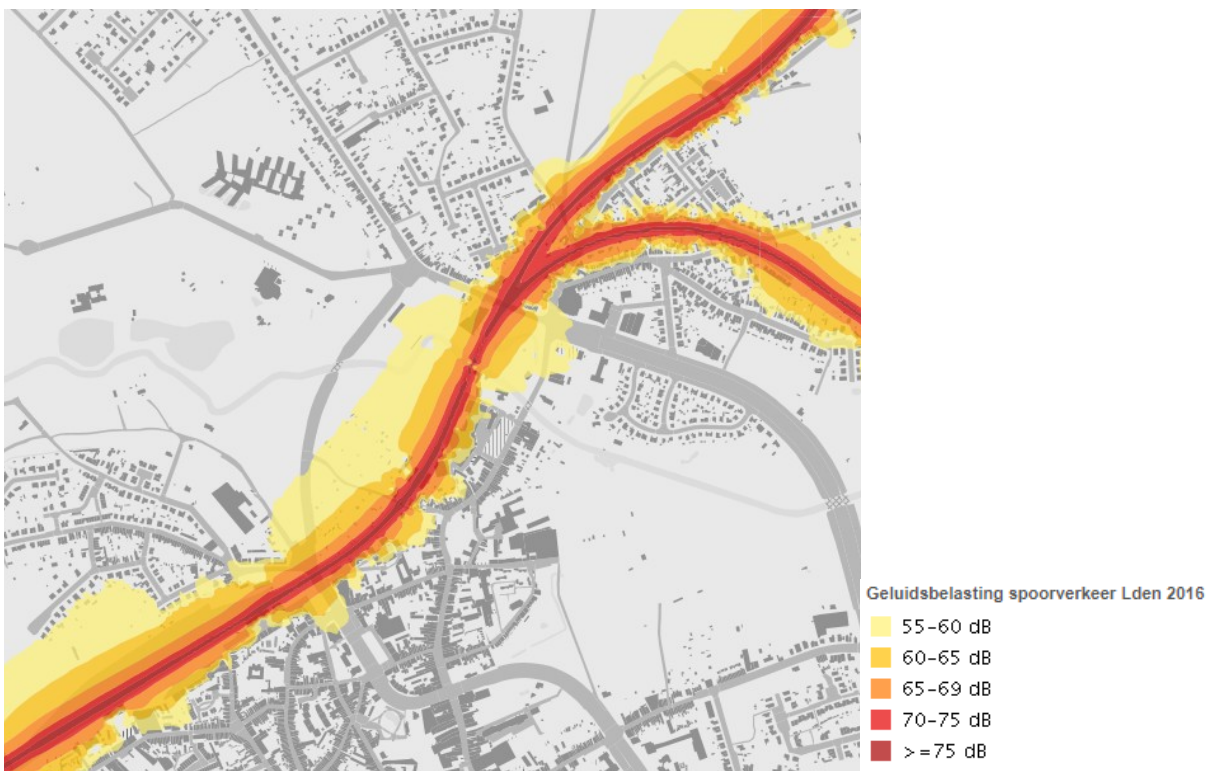 Geluidsbelasting spoorverkeer Lden 2016
55-60 dB
60-65 dB
65-69 dB
70-75 dB
>=75 dB